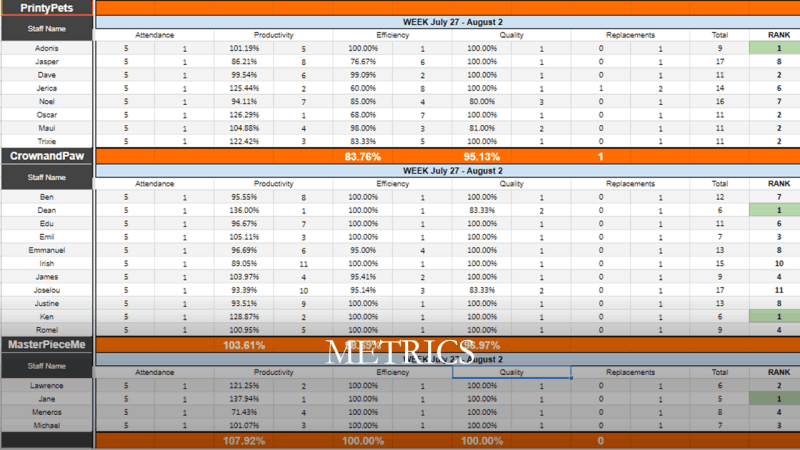 PrintyPets
WEEK July 27 - August 2
Staff Name
Attendance Productivity Efficiency Quality Replacements Total RANK
Adonis 5 1 101.19% 5 100.00% 1 100.00% 1 0 1 9 1
Jasper 5 1 86.21% 8 76.67% 6 100.00% 1 0 1 17 8
Dave 5 1 99.54% 6 99.09% 2 100.00% 1 0 1 11 2
Jerica 5 1 125.44% 2 60.00% 8 100.00% 1 1 2 14 6
Noel 5 1 94.11% 7 85.00% 4 80.00% 3 0 1 16 7
Oscar 5 1 126.29% 1 68.00% 7 100.00% 1 0 1 11 2
Maui 5 1 104.88% 4 98.00% 3 81.00% 2 0 1 11 2
Trixie 5 1 122.42% 3 83.33% 5 100.00% 1 0 1 11 2
CrownandPaw 83.76% 95.13% 1
WEEK July 27 - August 2
Staff Name
Attendance Productivity Efficiency Quality Replacements Total RANK
Ben 5 1 95.55% 8 100.00% 1 100.00% 1 0 1 12 7
Dean 5 1 136.00% 1 100.00% 1 83.33% 2 0 1 6 1
Edu 5 1 96.67% 7 100.00% 1 100.00% 1 0 1 11 6
Emil 5 1 105.11% 3 100.00% 1 100.00% 1 0 1 7 3
Emmanuel 5 1 96.69% 6 95.00% 4 100.00% 1 0 1 13 8
Irish 5 1 89.05% 11 100.00% 1 100.00% 1 0 1 15 10
James 5 1 103.97% 4 95.41% 2 100.00% 1 0 1 9 4
Joselou 5 1 93.39% 10 95.14% 3 83.33% 2 0 1 17 11
Justine 5 1 93.51% 9 100.00% 1 100.00% 1 0 1 13 8
Ken 5 1 128.87% 2 100.00% 1 100.00% 1 0 1 6 1
Romel 5 1 100.95% 5 100.00% 1 100.00% 1 0 1 9 4
MasterPieceMe 103.61%
METRICS
WEEK July 27 - August 2
Staff Name
Attendance Productivity Efficiency Quality Replacements Total RANK
Lawrence 5 1 121.25% 2 100.00% 1 100.00% 1 0 1 6 2
Jane 5 1 137.94% 1 100.00% 1 100.00% 1 0 1 5 1
Meneros 5 1 71.43% 4 100.00% 1 100.00% 1 0 1 8 4
Michael 5 1 101.07% 3 100.00% 1 100.00% 1 0 1 7 3
107.92% 100.00% 100.00% 0